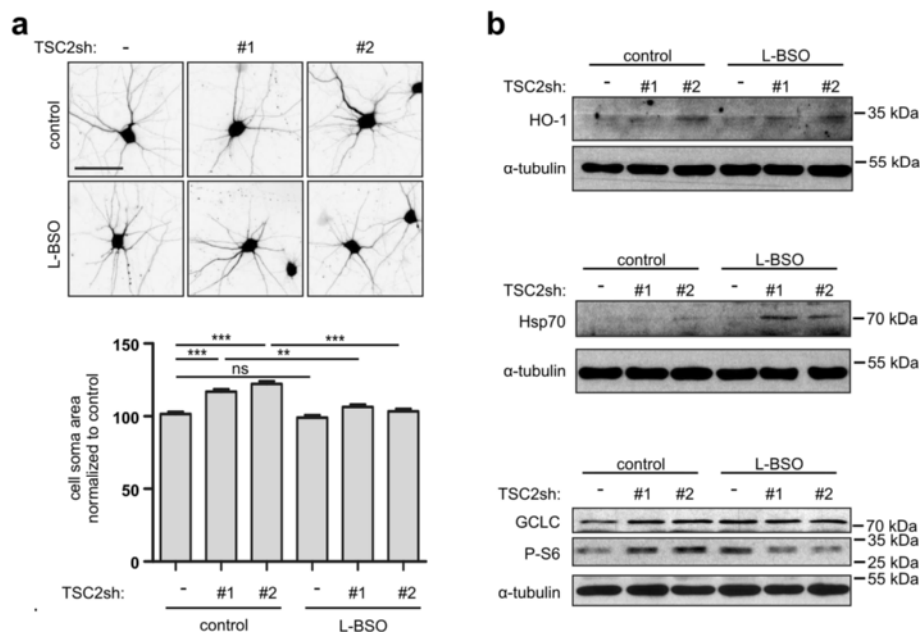 a
TSC2sh: - #1 #2
control
L-BSO
150
100
50
0
cell soma area
normalized to control
*** ***
*** **
ns
TSC2sh: - #1 #2 - #1 #2
control L-BSO
b
control L-BSO
TSC2sh: - #1 #2 - #1 #2
HO-1 35 kDa
α-tubulin 55 kDa
control L-BSO
TSC2sh: - #1 #2 - #1 #2
Hsp70 70 kDa
α-tubulin 55 kDa
control L-BSO
TSC2sh: - #1 #2 - #1 #2
GCLC 70 kDa
P-S6 35 kDa
25 kDa
α-tubulin 55 kDa